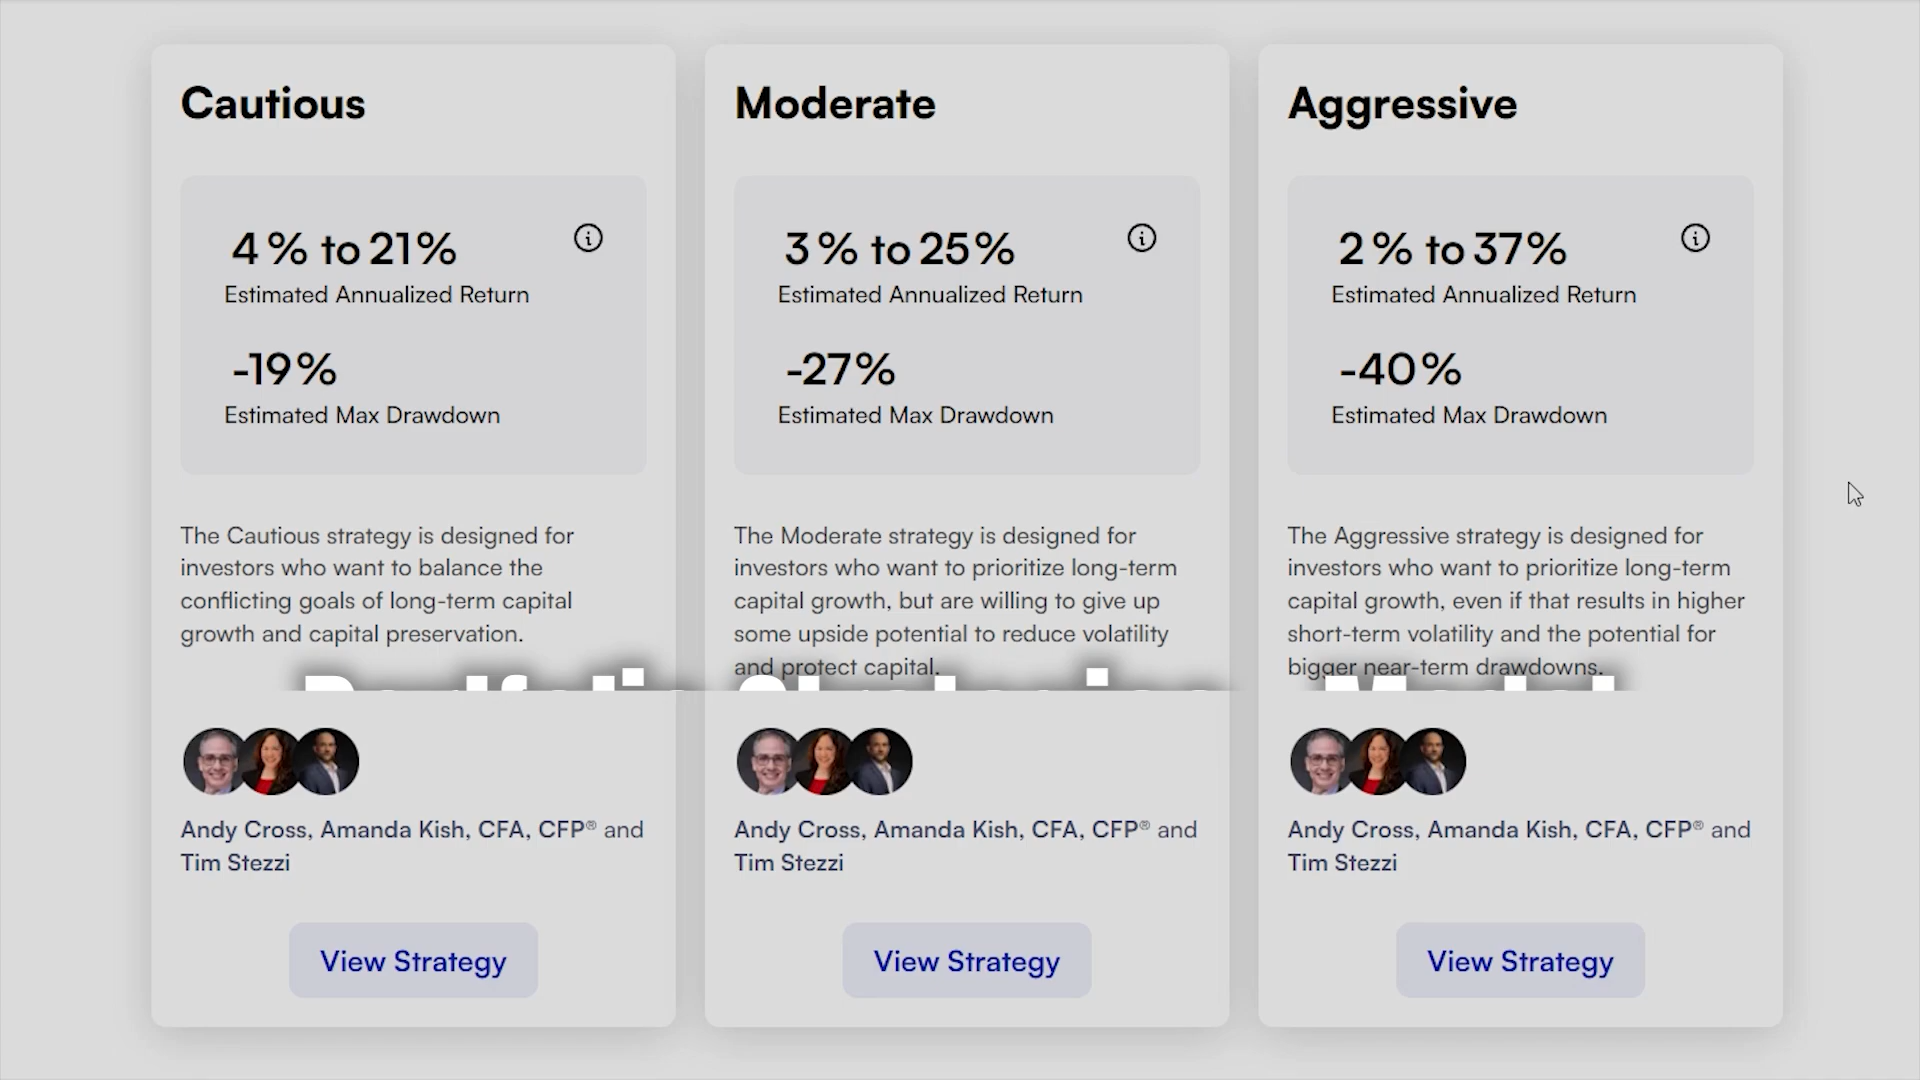 Cautious
4% to 21%
Estimated Annualized Return
-19%
Estimated Max Drawdown
The Cautious strategy is designed for
investors who want to balance the
conflicting goals of long-term capital
growth and capital preservation.
Andy Cross, Amanda Kish, CFA, CFP® and
Tim Stezzi
View Strategy
Moderate
3% to 25%
Estimated Annualized Return
-27%
Estimated Max Drawdown
The Moderate strategy is designed for
investors who want to prioritize long-term
capital growth, but are willing to give up
some upside potential to reduce volatility
and protect capital.
Andy Cross, Amanda Kish, CFA, CFP® and
Tim Stezzi
View Strategy
Aggressive
2% to 37%
Estimated Annualized Return
-40%
Estimated Max Drawdown
The Aggressive strategy is designed for
investors who want to prioritize long-term
capital growth, even if that results in higher
short-term volatility and the potential for
bigger near-term drawdowns.
Andy Cross, Amanda Kish, CFA, CFP® and
Tim Stezzi
View Strategy